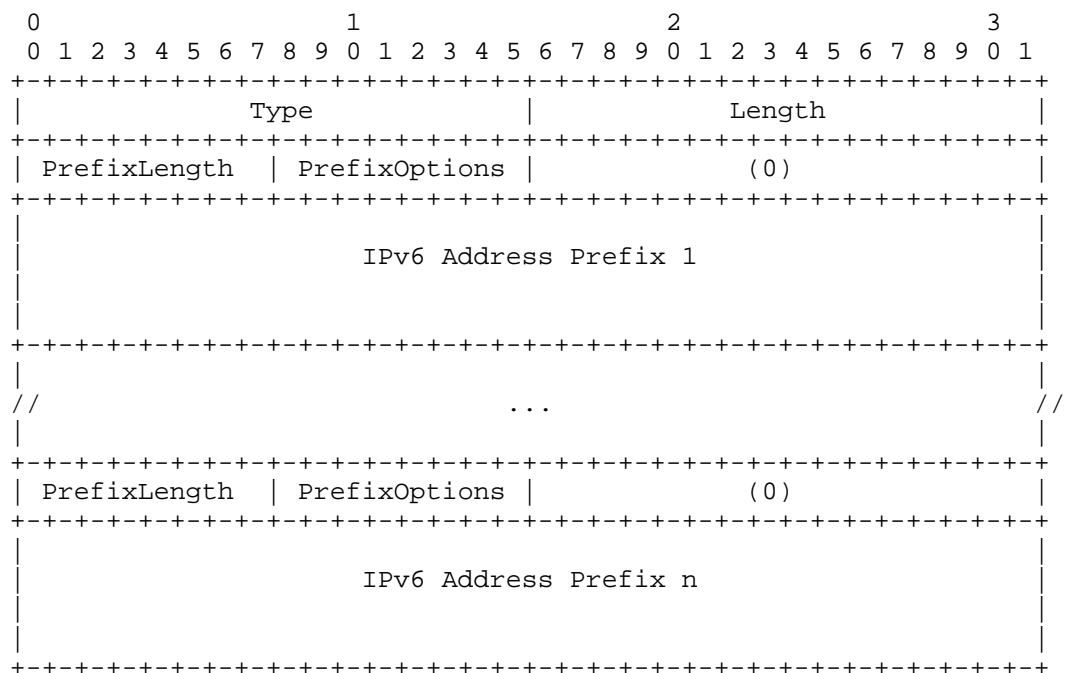 0                   1                   2                   3
 0 1 2 3 4 5 6 7 8 9 0 1 2 3 4 5 6 7 8 9 0 1 2 3 4 5 6 7 8 9 0 1
+-+-+-+-+-+-+-+-+-+-+-+-+-+-+-+-+-+-+-+-+-+-+-+-+-+-+-+-+-+-+-+-+
|              Type             |            Length             |
+-+-+-+-+-+-+-+-+-+-+-+-+-+-+-+-+-+-+-+-+-+-+-+-+-+-+-+-+-+-+-+-+
| PrefixLength  | PrefixOptions |             (0)               |
+-+-+-+-+-+-+-+-+-+-+-+-+-+-+-+-+-+-+-+-+-+-+-+-+-+-+-+-+-+-+-+-+
|                                                               |
|                     IPv6 Address Prefix 1                     |
|                                                               |
|                                                               |
+-+-+-+-+-+-+-+-+-+-+-+-+-+-+-+-+-+-+-+-+-+-+-+-+-+-+-+-+-+-+-+-+
|                                                               |
//                             ...                              //
|                                                               |
+-+-+-+-+-+-+-+-+-+-+-+-+-+-+-+-+-+-+-+-+-+-+-+-+-+-+-+-+-+-+-+-+
| PrefixLength  | PrefixOptions |             (0)               |
+-+-+-+-+-+-+-+-+-+-+-+-+-+-+-+-+-+-+-+-+-+-+-+-+-+-+-+-+-+-+-+-+
|                                                               |
|                     IPv6 Address Prefix n                     |
|                                                               |
|                                                               |
+-+-+-+-+-+-+-+-+-+-+-+-+-+-+-+-+-+-+-+-+-+-+-+-+-+-+-+-+-+-+-+-+